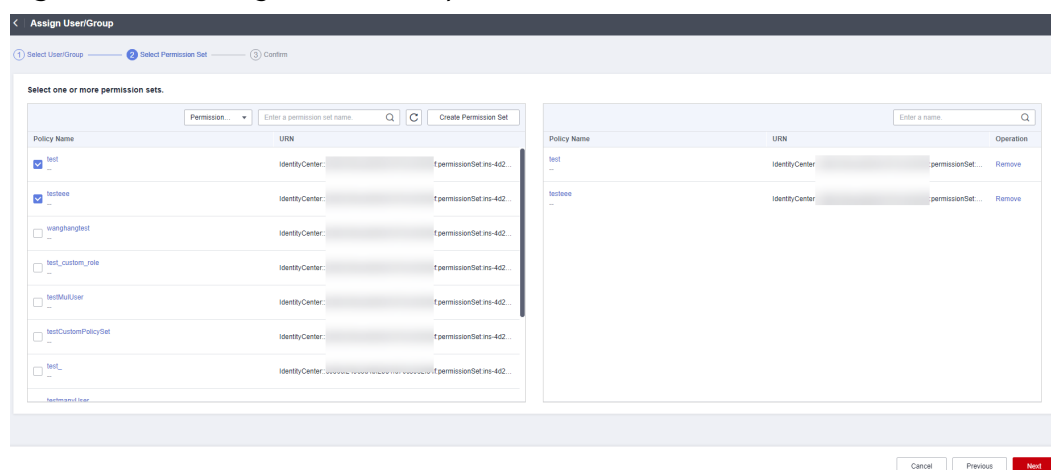 Assign User/Group
1 Select User/Group 2 Select Permission Set 3 Confirm
Select one or more permission sets.
Permission... Enter a permission set name. Create Permission Set
Policy Name URN
test IdentityCenter: f:permissionSet:ins-4d2...
--
testeee IdentityCenter: f:permissionSet:ins-4d2...
--
wanghangtest IdentityCenter: f:permissionSet:ins-4d2...
--
test_custom_role IdentityCenter: f:permissionSet:ins-4d2...
--
testMulUser IdentityCenter: f:permissionSet:ins-4d2...
--
testCustomPolicySet IdentityCenter: f:permissionSet:ins-4d2...
--
test_ IdentityCenter: f:permissionSet:ins-4d2...
--
testmanyUser
Enter a name.
Policy Name URN Operation
test IdentityCenter :permissionSet:... Remove
--
testeee IdentityCenter :permissionSet:... Remove
--
Cancel Previous Next